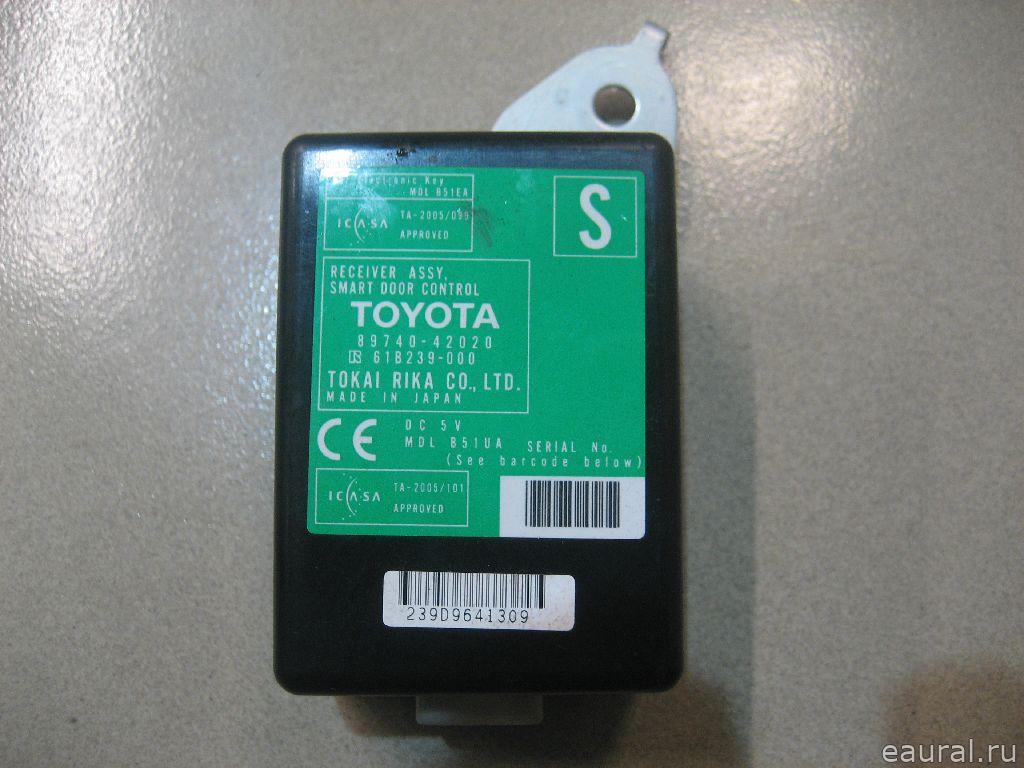 Electronic Key
MDL B51EA
ICASA TA-2005/099
APPROVED
S
RECEIVER ASSY,
SMART DOOR CONTROL
TOYOTA
89740-42020
61B239-000
TOKAI RIKA CO., LTD.
MADE IN JAPAN
CE
DC 5V
MDL B51UA SERIAL No.
(See barcode below)
ICASA TA-2005/101
APPROVED
239D9641309
eaural.ru